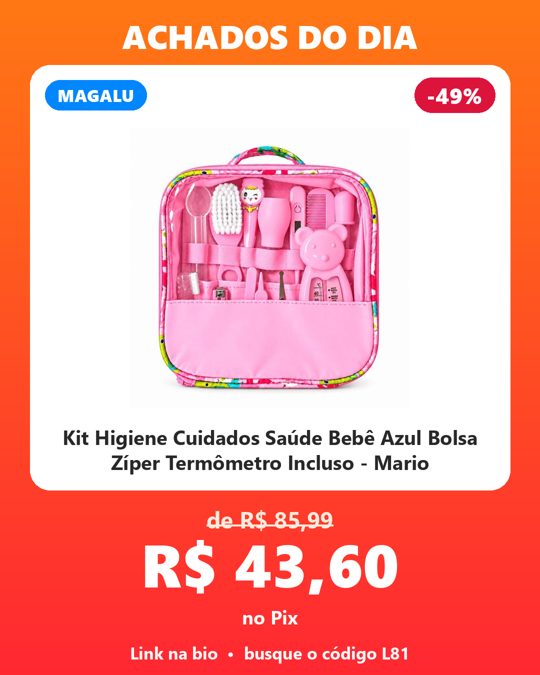 ACHADOS DO DIA
MAGALU
-49%
Kit Higiene Cuidados Saúde Bebê Azul Bolsa
Zíper Termômetro Incluso - Mario
de R$ 85,99
R$ 43,60
no Pix
Link na bio • busque o código L81